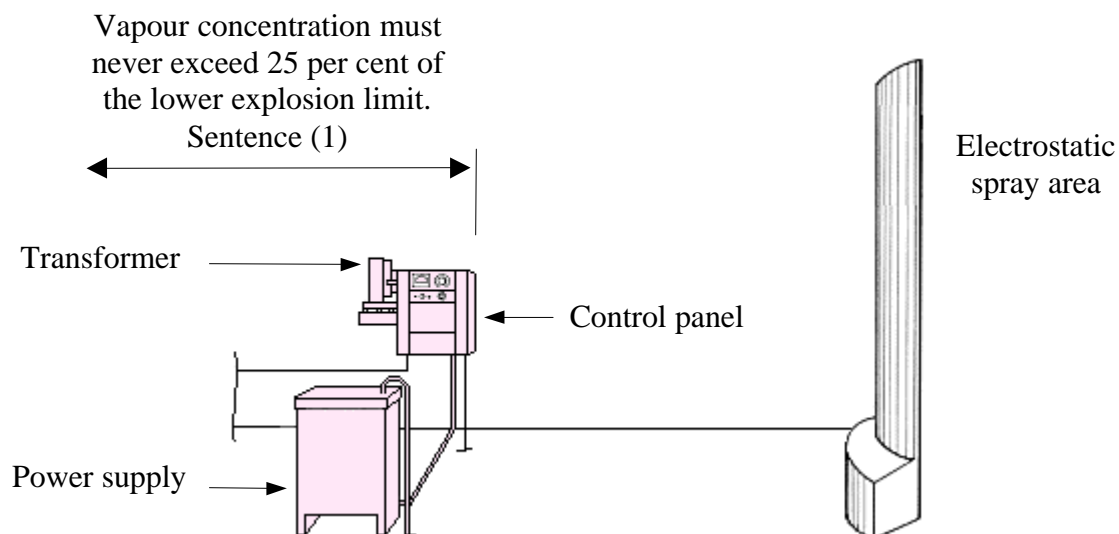 Vapour concentration must
never exceed 25 per cent of
the lower explosion limit.
Sentence (1)
Electrostatic
spray area
Transformer
Control panel
Power supply